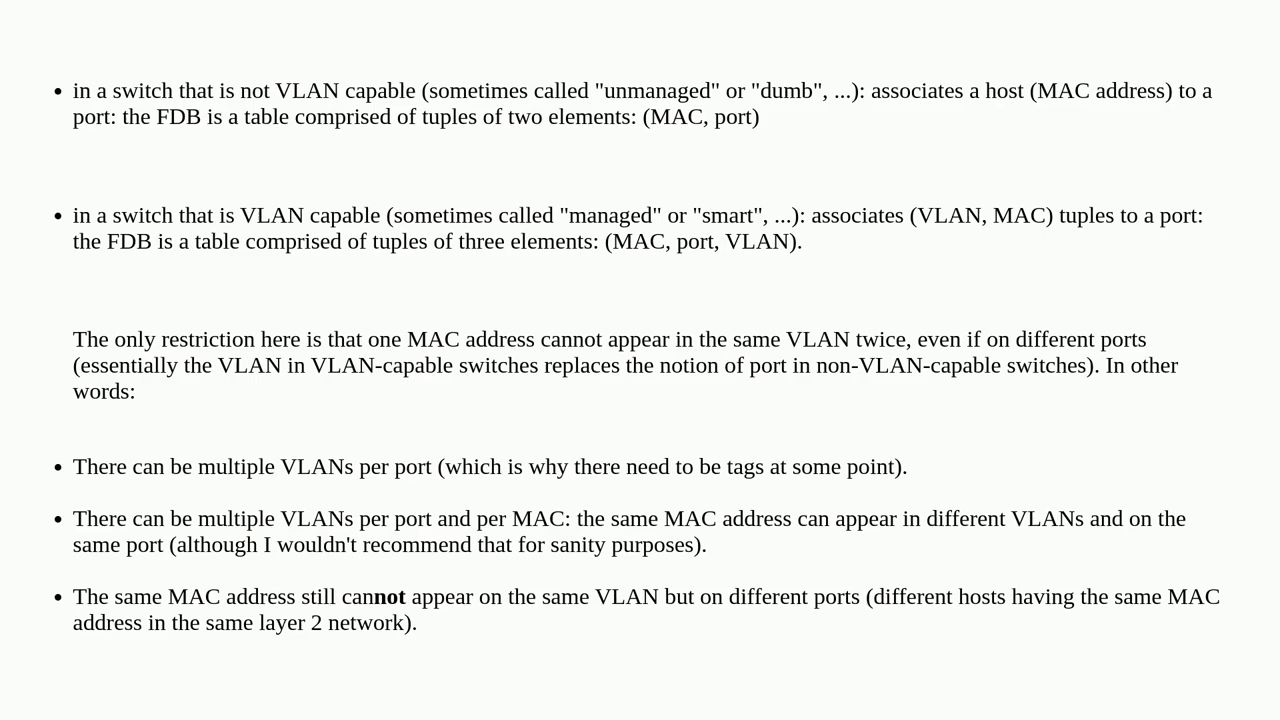 • in a switch that is not VLAN capable (sometimes called "unmanaged" or "dumb", ...): associates a host (MAC address) to a
port: the FDB is a table comprised of tuples of two elements: (MAC, port)
• in a switch that is VLAN capable (sometimes called "managed" or "smart", ...): associates (VLAN, MAC) tuples to a port:
the FDB is a table comprised of tuples of three elements: (MAC, port, VLAN).
The only restriction here is that one MAC address cannot appear in the same VLAN twice, even if on different ports
(essentially the VLAN in VLAN-capable switches replaces the notion of port in non-VLAN-capable switches). In other
words:
• There can be multiple VLANs per port (which is why there need to be tags at some point).
• There can be multiple VLANs per port and per MAC: the same MAC address can appear in different VLANs and on the
same port (although I wouldn't recommend that for sanity purposes).
• The same MAC address still cannot appear on the same VLAN but on different ports (different hosts having the same MAC
address in the same layer 2 network).